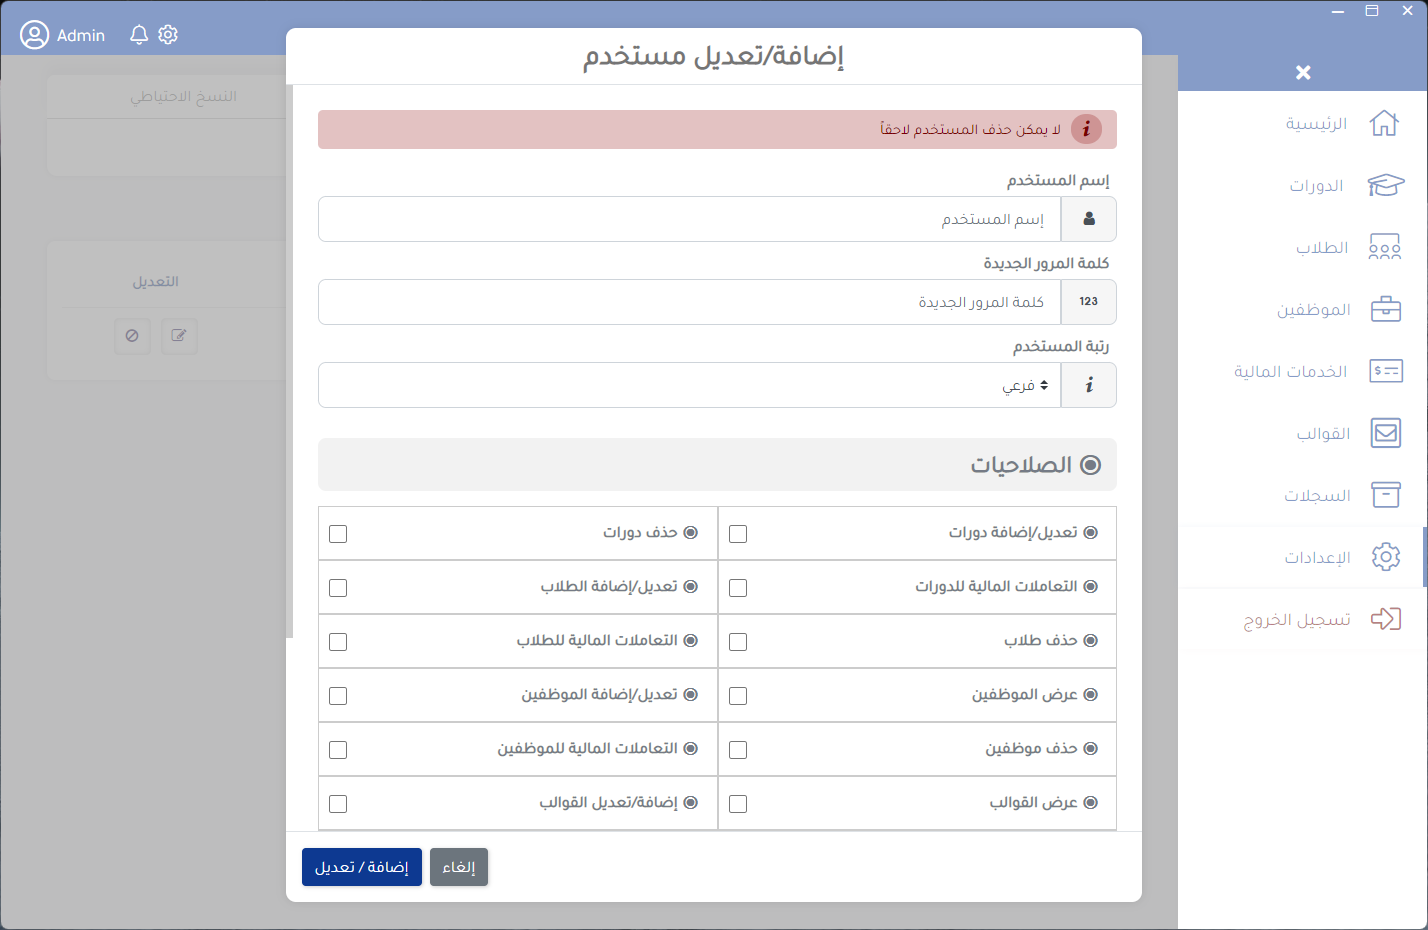 Admin
النسخ الاحتياطي
التعديل
الرئيسية
الدورات
الطلاب
الموظفين
الخدمات المالية
القوالب
السجلات
الإعدادات
تسجيل الخروج
إضافة/تعديل مستخدم
لا يمكن حذف المستخدم لاحقاً
إسم المستخدم
إسم المستخدم
كلمة المرور الجديدة
123 كلمة المرور الجديدة
رتبة المستخدم
فرعي
الصلاحيات
تعديل/إضافة دورات
حذف دورات
التعاملات المالية للدورات
تعديل/إضافة الطلاب
حذف طلاب
التعاملات المالية للطلاب
عرض الموظفين
تعديل/إضافة الموظفين
حذف موظفين
التعاملات المالية للموظفين
عرض القوالب
إضافة/تعديل القوالب
إلغاء
إضافة / تعديل